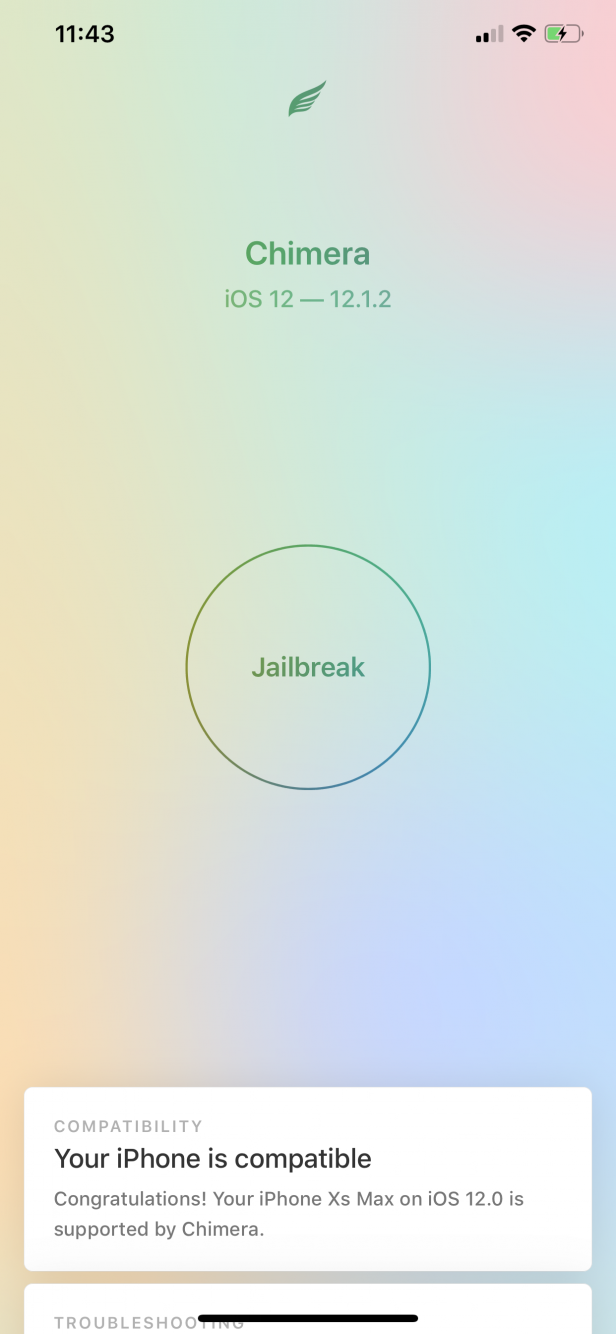 11:43
Chimera
iOS 12 — 12.1.2
Jailbreak
COMPATIBILITY
Your iPhone is compatible
Congratulations! Your iPhone Xs Max on iOS 12.0 is
supported by Chimera.
TROUBLESHOOTING